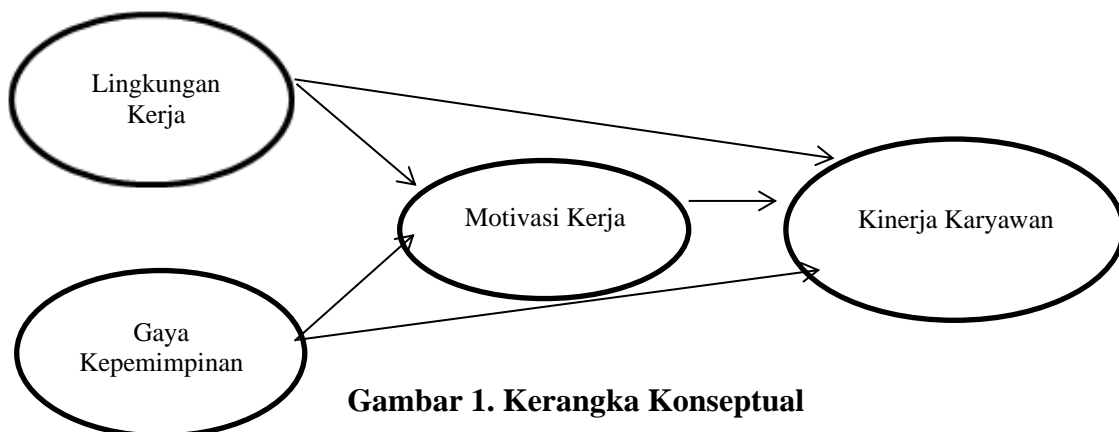 Lingkungan
Kerja
Motivasi Kerja
Kinerja Karyawan
Gaya
Kepemimpinan
Gambar 1. Kerangka Konseptual